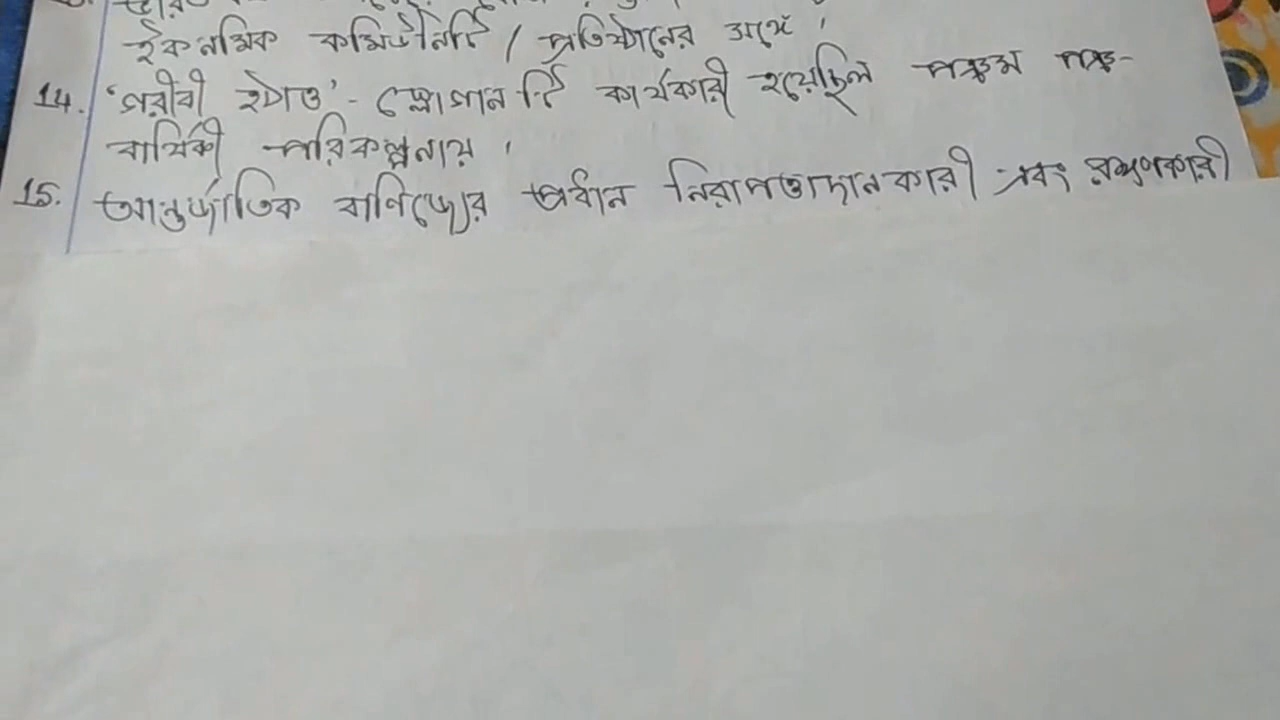 ইকনমিক কমিউনিটি / প্রতিষ্ঠানের সাথে ।
14. ‘গরীবী হটাও’ - স্লোগানটি কার্যকারী হয়েছিল পঞ্চম পঞ্চ-
বার্ষিকী পরিকল্পনায় ।
15. আন্তর্জাতিক বাণিজ্যের প্রধান নিরাপত্তাদানকারী এবং রক্ষণকারী